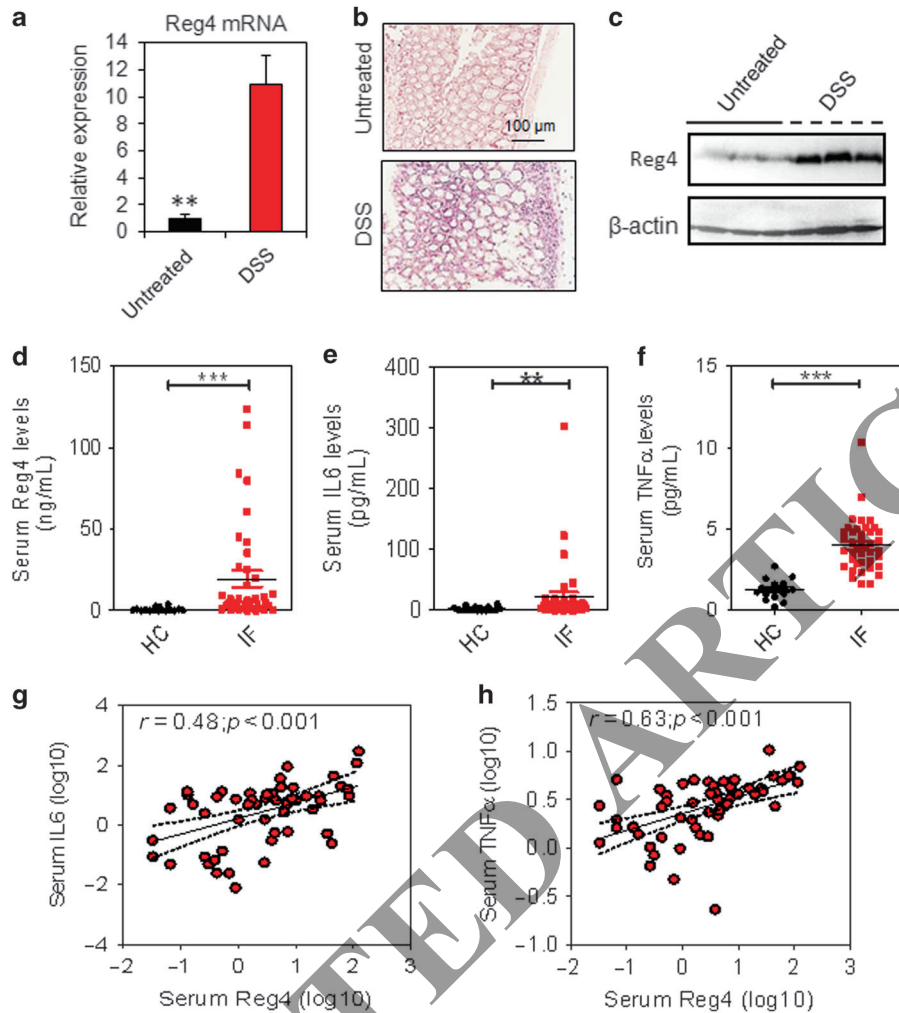 a
Reg4 mRNA
Relative expression
14
12
10
8
6
4
2
0
**
Untreated
DSS
b
Untreated
100 µm
DSS
c
Untreated
DSS
Reg4
β-actin
d
Serum Reg4 levels
(ng/mL)
150
100
50
0
***
HC
IF
e
Serum IL6 levels
(pg/mL)
400
300
200
100
0
**
HC
IF
f
Serum TNFα levels
(pg/mL)
15
10
5
0
***
HC
IF
g
r = 0.48;p<0.001
Serum IL6 (log10)
4
2
0
−2
−4
−2
−1
0
1
2
3
Serum Reg4 (log10)
h
r = 0.63;p<0.001
Serum TNFα (log10)
1.5
1.0
0.5
0.0
0.5
−1.0
−2
−1
0
1
2
3
Serum Reg4 (log10)
TED ARTIC